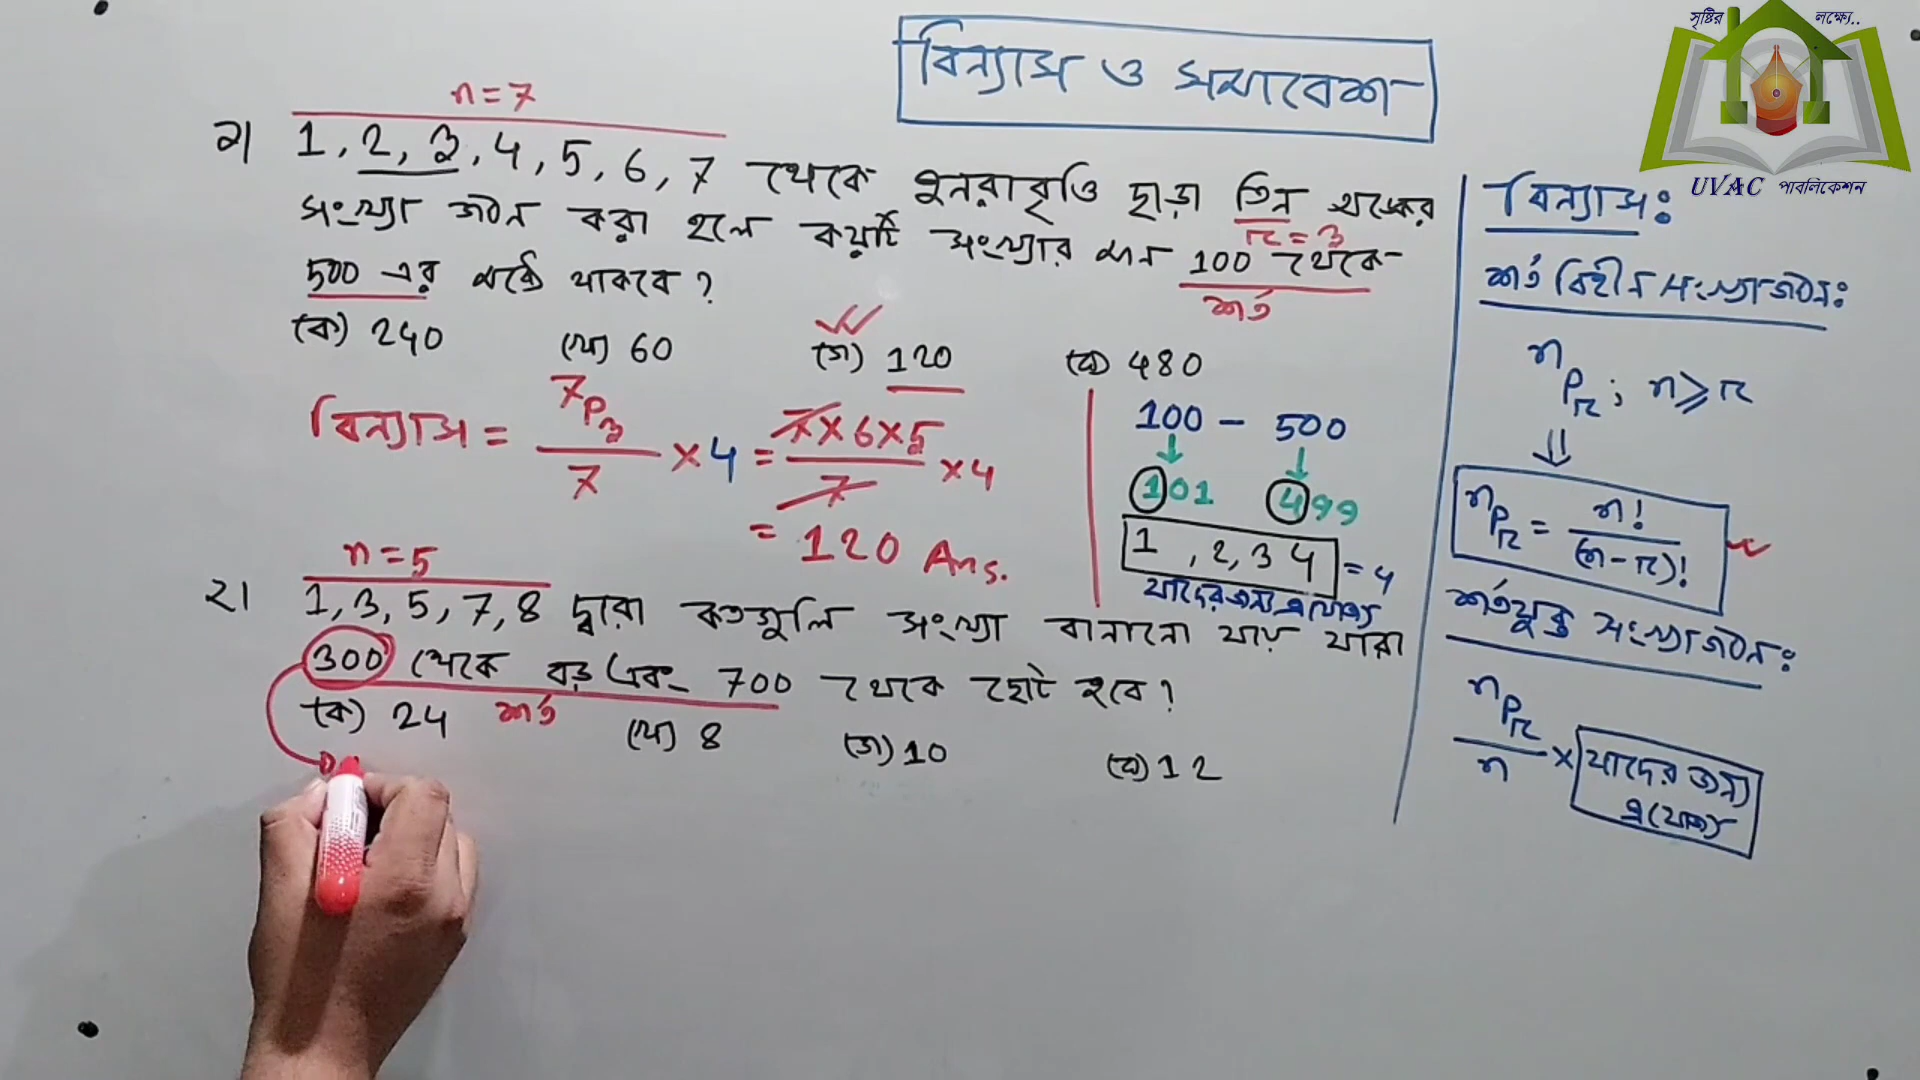 সৃষ্টির লক্ষ্যে..
UVAC পাবলিকেশন
বিন্যাস ও সমাবেশ
n = 7
১। 1, 2, 3, 4, 5, 6, 7 থেকে পুনরাবৃত্তি ছাড়া তিন অঙ্কের
r = 3
সংখ্যা গঠন করা হলে কয়টি সংখ্যার মান 100 থেকে
500 এর মধ্যে থাকবে?
শর্ত
(ক) 240 (খ) 60 (গ) 120 (ঘ) 480
বিন্যাস = 7P3 / 7 × 4 = 7 × 6 × 5 / 7 × 4
= 120 Ans.
100 – 500
101 499
1 , 2, 3 4 = 4
যাদের জন্য প্রযোজ্য
n = 5
২। 1, 3, 5, 7, 8 দ্বারা কতগুলি সংখ্যা বানানো যায় যারা
300 থেকে বড় এবং 700 থেকে ছোট হবে?
শর্ত
(ক) 24 (খ) 8 (গ) 10 (ঘ) 12
বিন্যাস:
শর্ত বিহীন সংখ্যা গঠন:
nPr ; n ≥ r
⇓
nPr = n! / (n – r)!
শর্তযুক্ত সংখ্যা গঠন:
nPr / n × যাদের জন্য
প্রযোজ্য